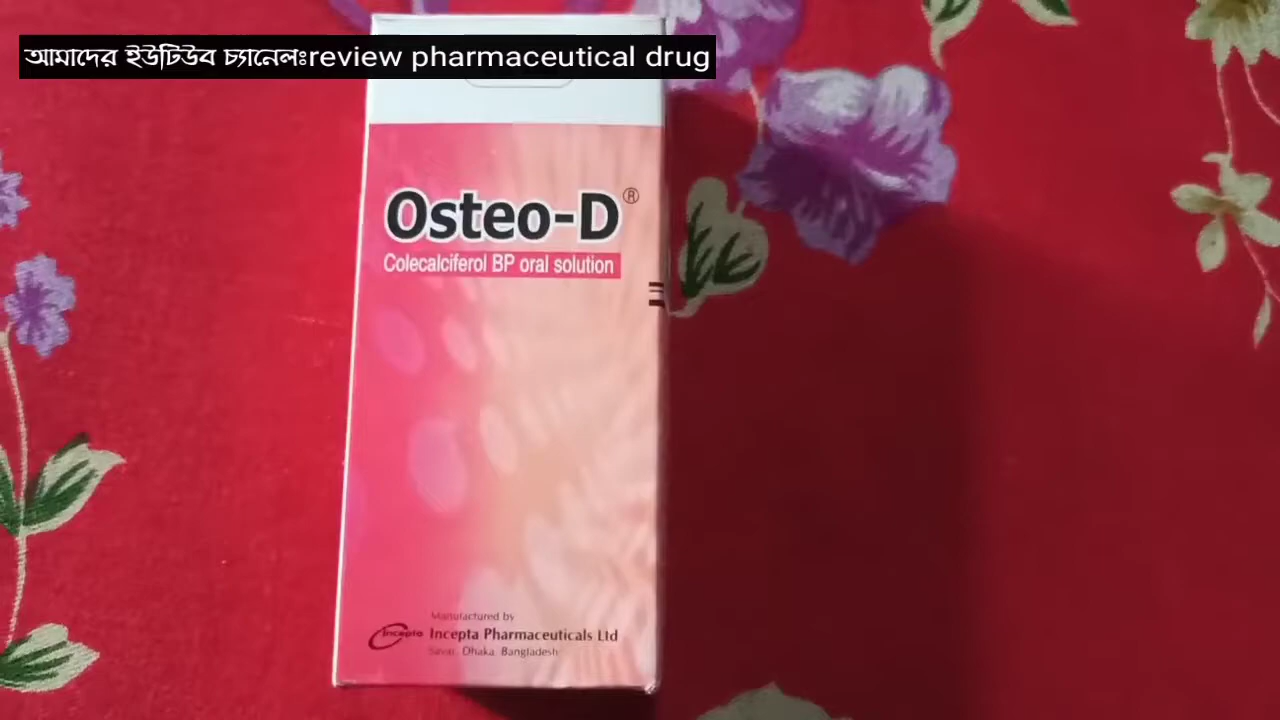 আমাদের ইউটিউব চ্যানেলঃreview pharmaceutical drug
Osteo-D®
Colecalciferol BP oral solution
Manufactured by
Incepta Incepta Pharmaceuticals Ltd
Savar, Dhaka, Bangladesh